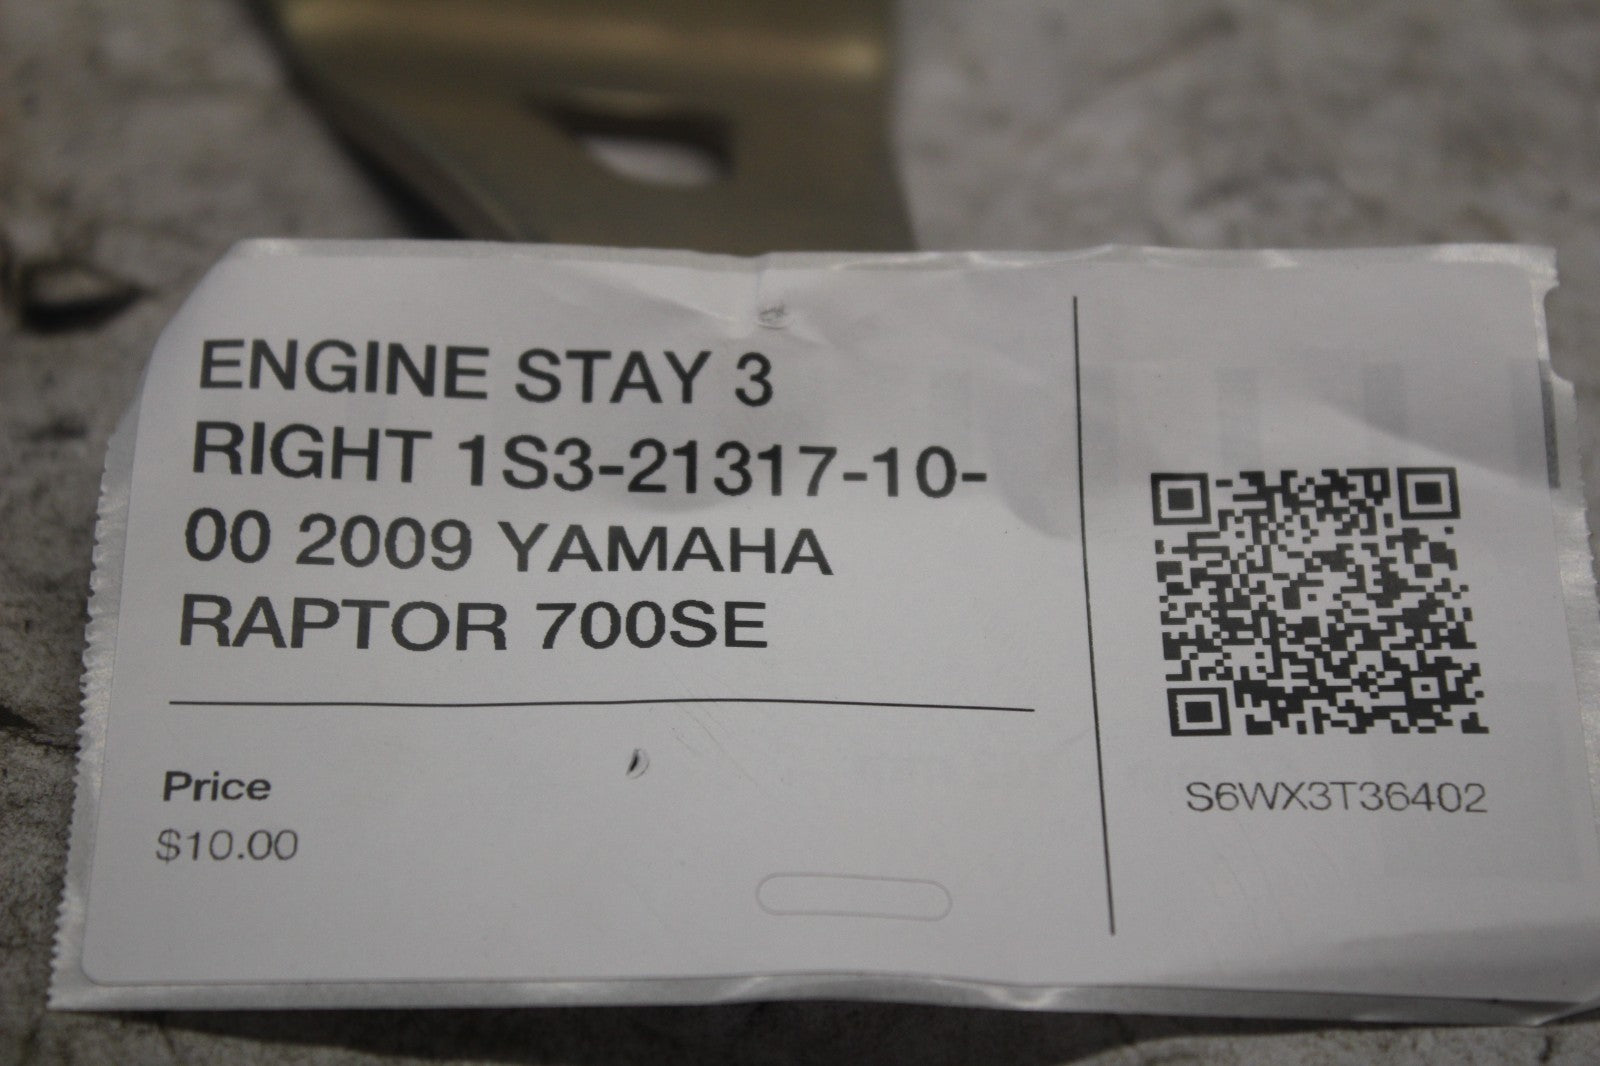 ENGINE STAY 3
RIGHT 1S3-21317-10-
00 2009 YAMAHA
RAPTOR 700SE
Price
$10.00
S6WX3T36402